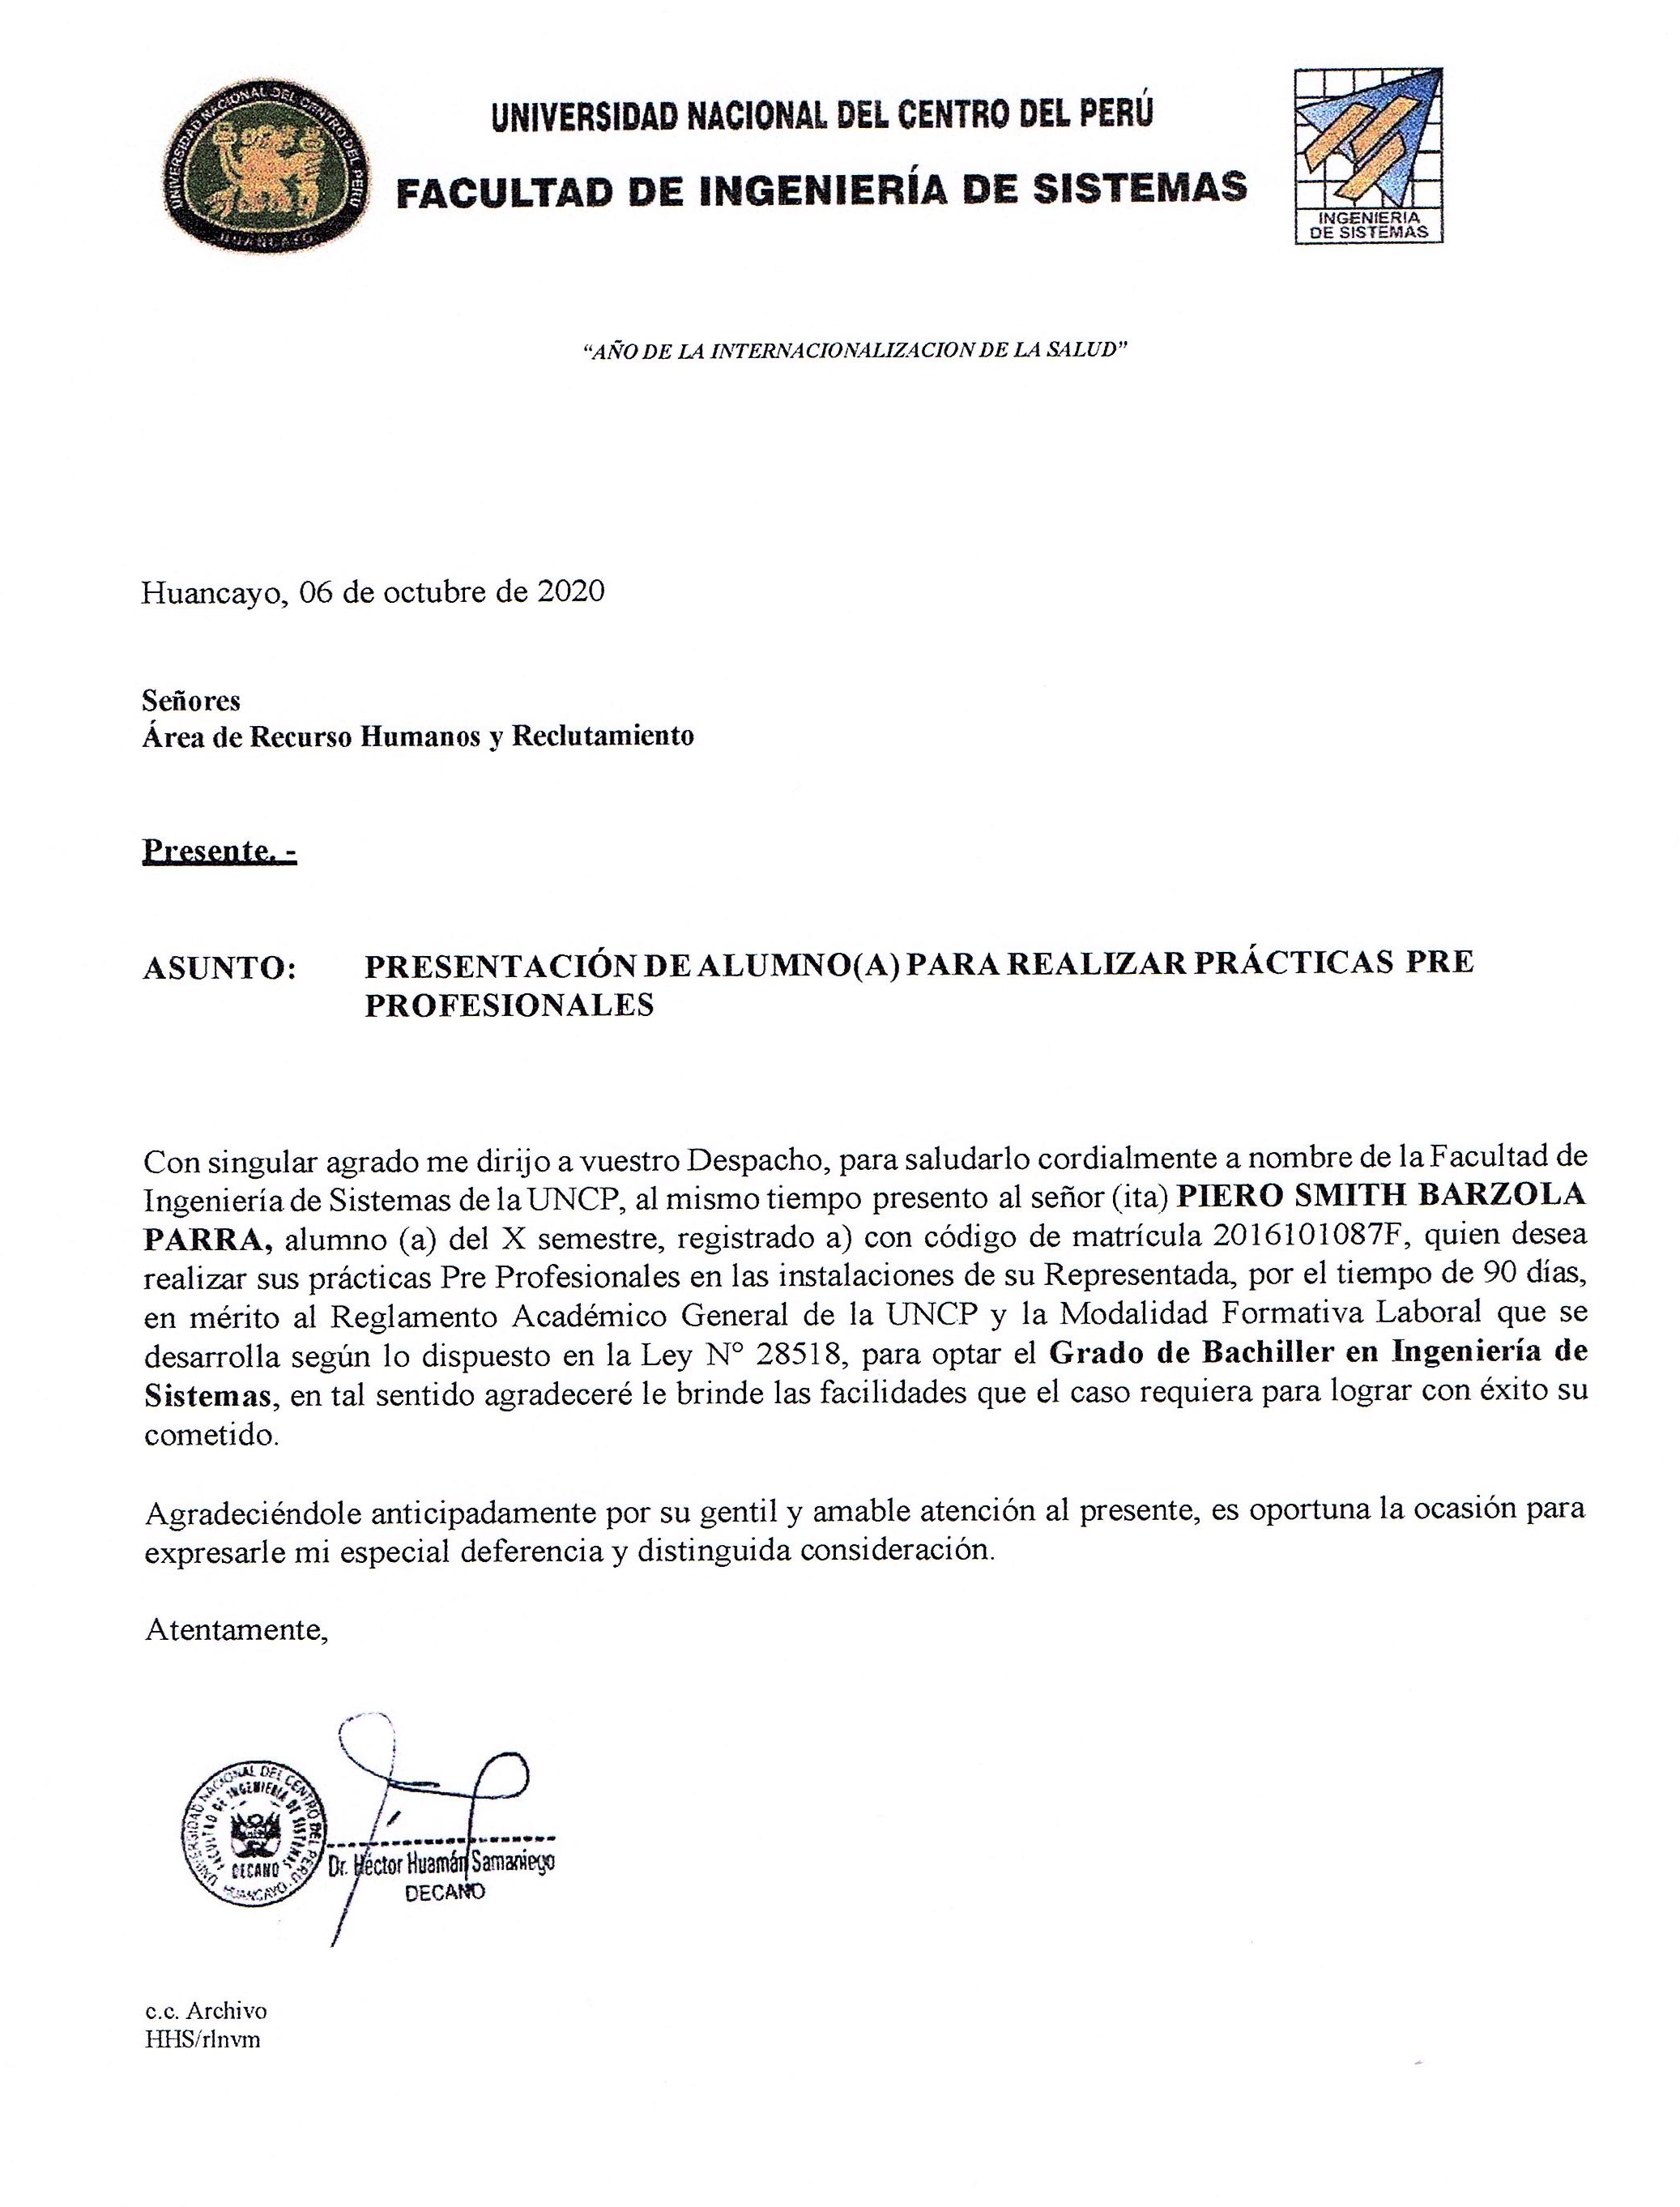 UNIVERSIDAD NACIONAL DEL CENTRO DEL PERÚ
HUANCAYO
UNIVERSIDAD NACIONAL DEL CENTRO DEL PERÚ
FACULTAD DE INGENIERÍA DE SISTEMAS
INGENIERIA
DE SISTEMAS
“AÑO DE LA INTERNACIONALIZACION DE LA SALUD”
Huancayo, 06 de octubre de 2020
Señores
Área de Recurso Humanos y Reclutamiento
Presente. -
ASUNTO: PRESENTACIÓN DE ALUMNO(A) PARA REALIZAR PRÁCTICAS PRE
PROFESIONALES
Con singular agrado me dirijo a vuestro Despacho, para saludarlo cordialmente a nombre de la Facultad de
Ingeniería de Sistemas de la UNCP, al mismo tiempo presento al señor (ita) PIERO SMITH BARZOLA
PARRA, alumno (a) del X semestre, registrado a) con código de matrícula 2016101087F, quien desea
realizar sus prácticas Pre Profesionales en las instalaciones de su Representada, por el tiempo de 90 días,
en mérito al Reglamento Académico General de la UNCP y la Modalidad Formativa Laboral que se
desarrolla según lo dispuesto en la Ley N° 28518, para optar el Grado de Bachiller en Ingeniería de
Sistemas, en tal sentido agradeceré le brinde las facilidades que el caso requiera para lograr con éxito su
cometido.
Agradeciéndole anticipadamente por su gentil y amable atención al presente, es oportuna la ocasión para
expresarle mi especial deferencia y distinguida consideración.
Atentamente,
UNIVERSIDAD NACIONAL DEL CENTRO DEL PERU
FACULTAD DE INGENIERIA DE SISTEMAS
DECANO
HUANCAYO
Dr. Héctor Huamán Samaniego
DECANO
c.c. Archivo
HHS/rlnvm